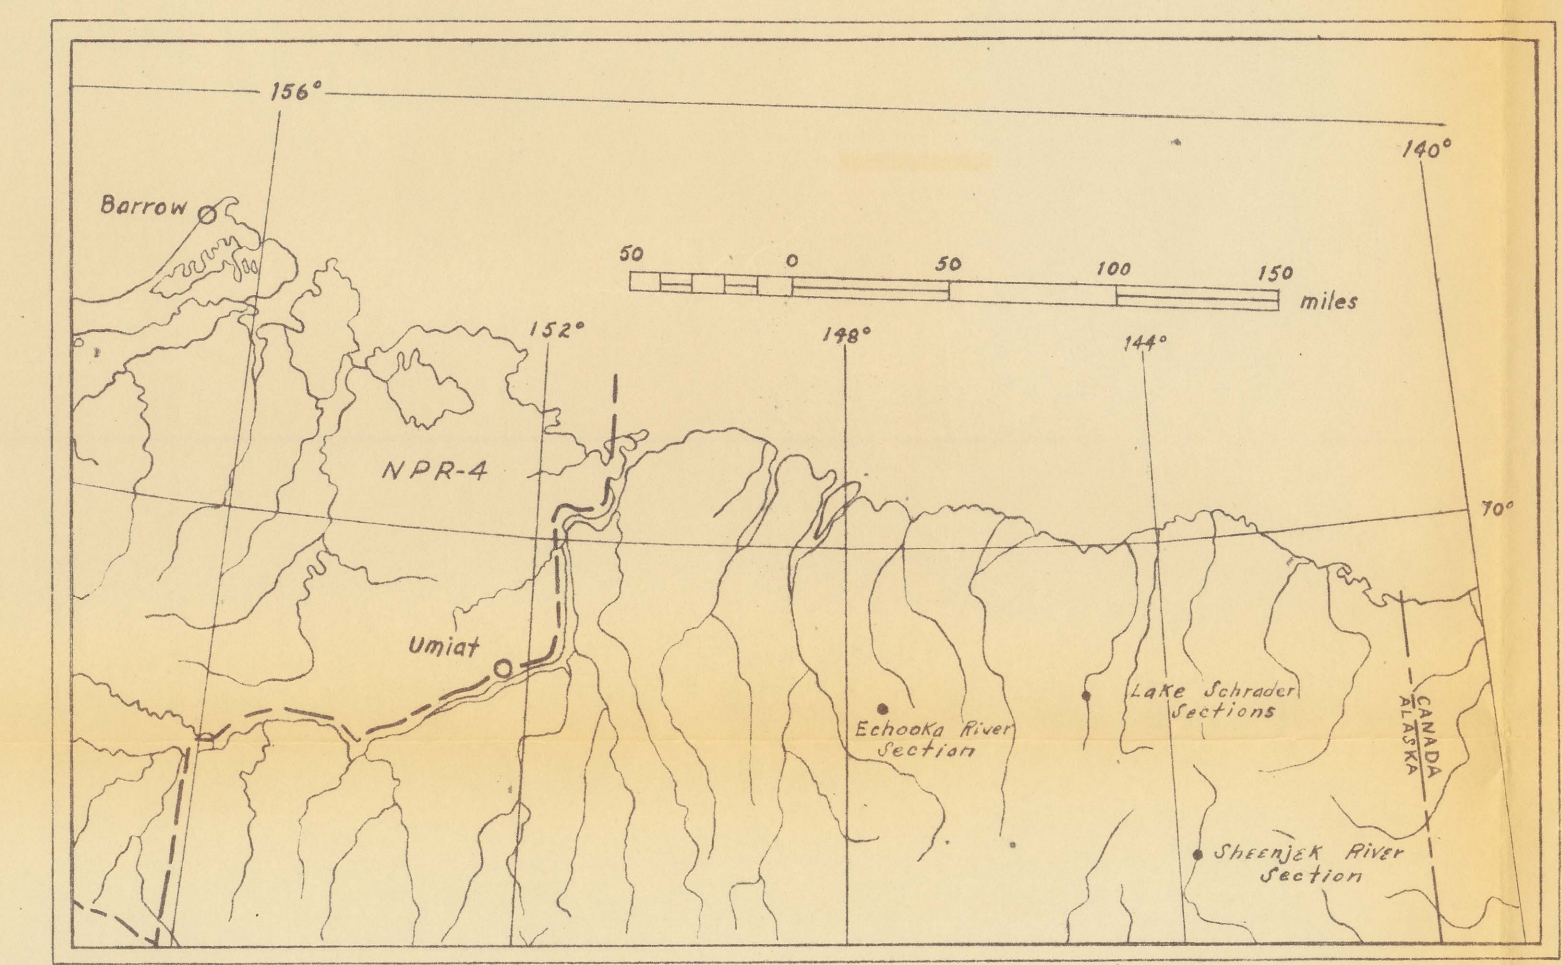 156°
140°
Barrow
50 0 50 100 150
miles
152°
148°
144°
NPR-4
70°
Umiat
Lake Schrader
Sections
Echooka River
Section
CANADA
ALASKA
Sheenjek River
Section